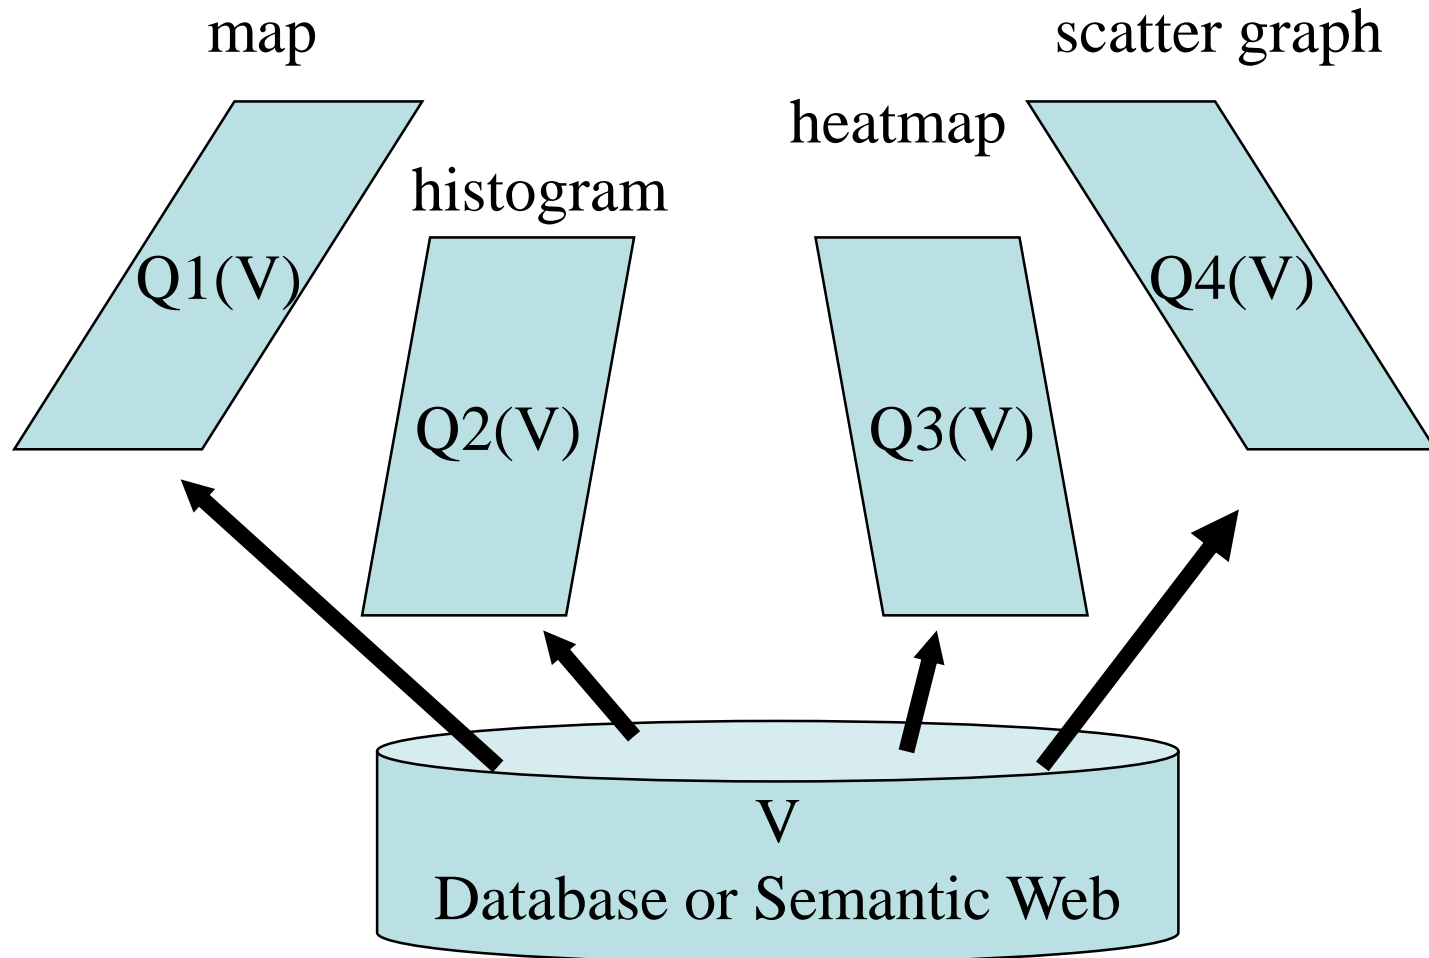 map
scatter graph
heatmap
histogram
Q1(V)
Q4(V)
Q2(V)
Q3(V)
V
Database or Semantic Web